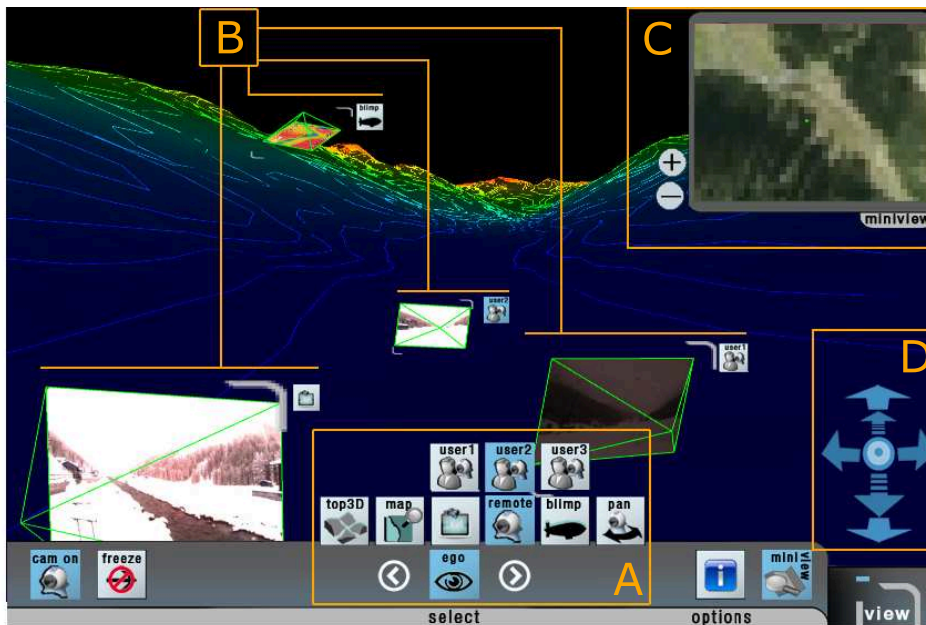 B
C
blimp
+
−
miniview
user2
user1
D
user1 user2 user3
top3D map remote blimp pan
cam on freeze ego mini view
A
select options view